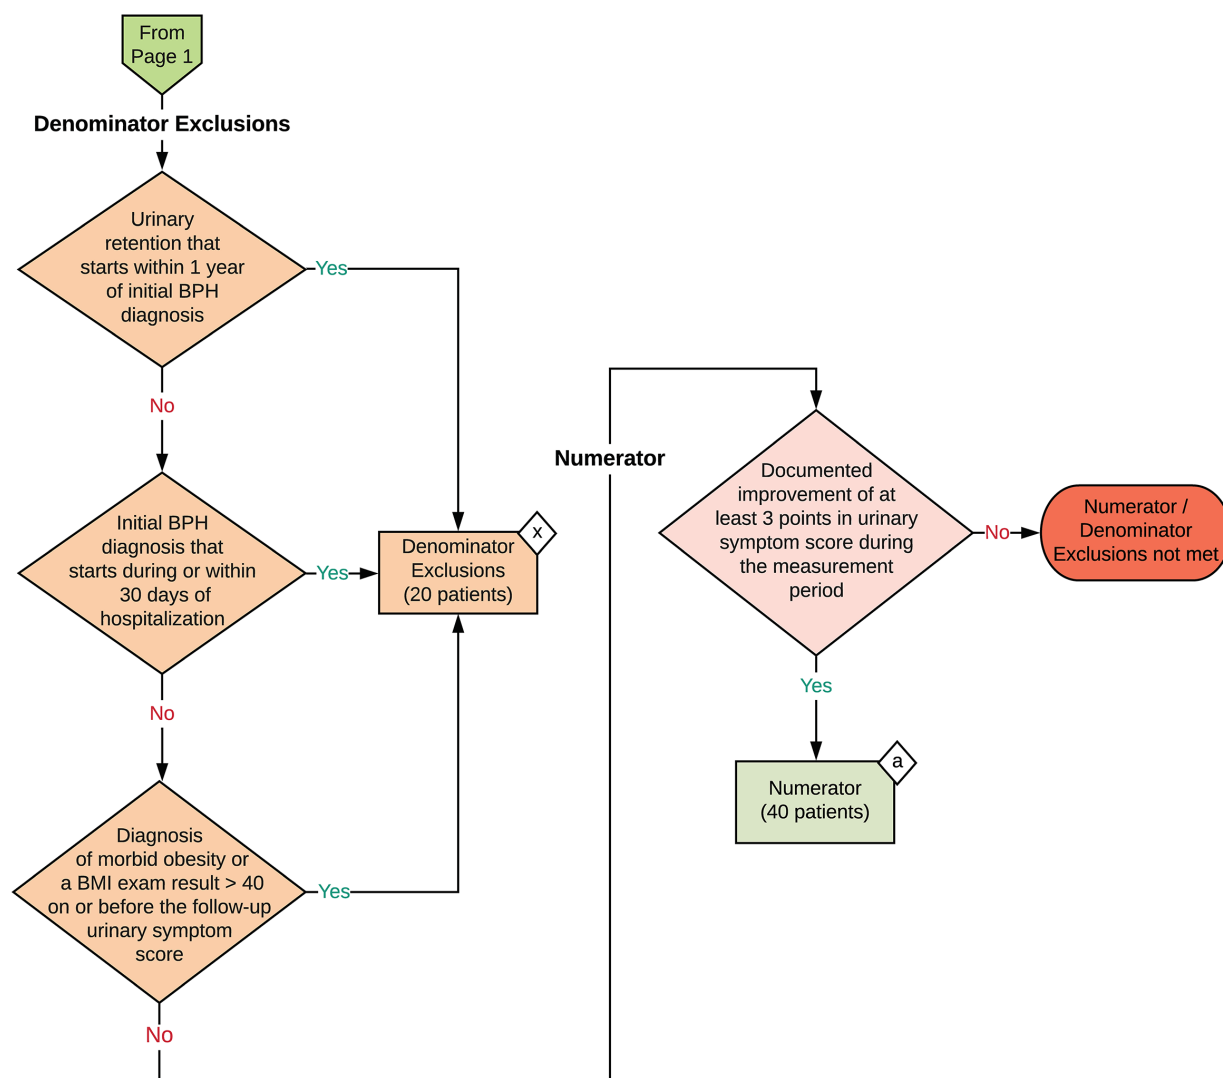 From
Page 1
Denominator Exclusions
Urinary
retention that
starts within 1 year
of initial BPH
diagnosis
Yes
No
Initial BPH
diagnosis that
starts during or within
30 days of
hospitalization
Yes
x
Denominator
Exclusions
(20 patients)
No
Diagnosis
of morbid obesity or
a BMI exam result > 40
on or before the follow-up
urinary symptom
score
Yes
No
Numerator
Documented
improvement of at
least 3 points in urinary
symptom score during
the measurement
period
No
Numerator /
Denominator
Exclusions not met
Yes
a
Numerator
(40 patients)